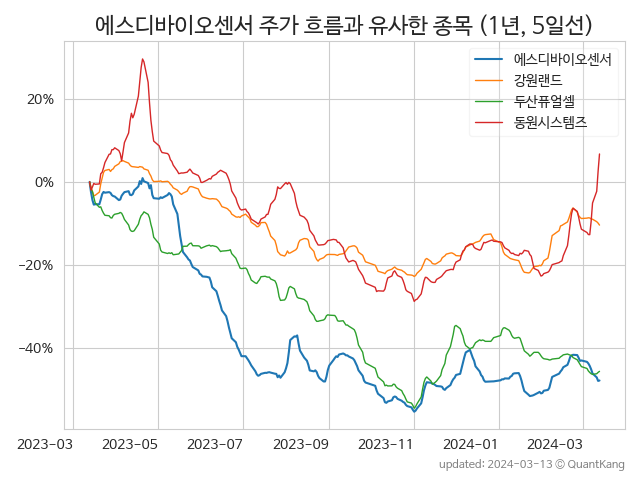 에스디바이오센서 주가 흐름과 유사한 종목 (1년, 5일선)
에스디바이오센서
강원랜드
두산퓨얼셀
동원시스템즈
20%
0%
−20%
−40%
2023−03
2023−05
2023−07
2023−09
2023−11
2024−01
2024−03
updated: 2024-03-13 © QuantKang